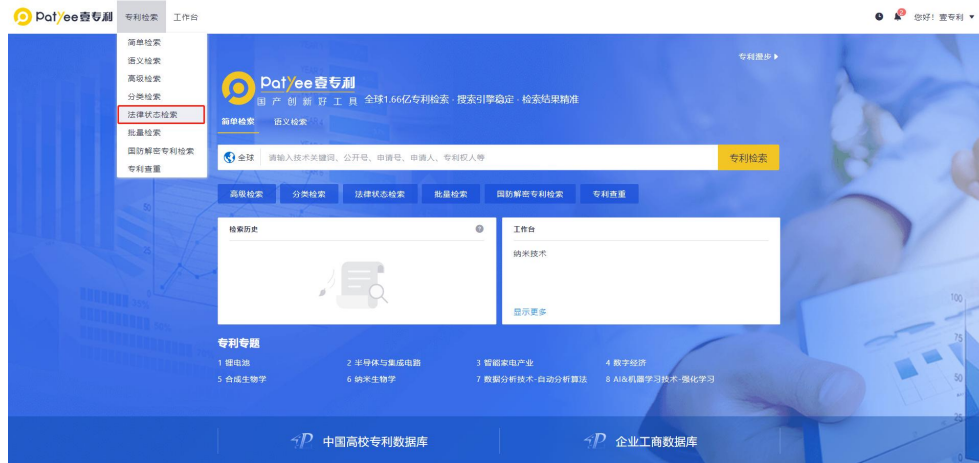 Patyee壹专利 专利检索 工作台 2 您好！壹专利
简单检索
语义检索
高级检索
分类检索
法律状态检索
批量检索
国防解密专利检索
专利查重
专利漫步
Patyee壹专利
国产创新好工具 全球1.66亿专利检索·搜索引擎稳定·检索结果精准
简单检索 语义检索
全球 请输入技术关键词、公开号、申请号、申请人、专利权人等 专利检索
高级检索 分类检索 法律状态检索 批量检索 国防解密专利检索 专利查重
检索历史 工作台
纳米技术
显示更多
专利专题
1 锂电池 2 半导体与集成电路 3 智能家电产业 4 数字经济
5 合成生物学 6 纳米生物学 7 数据分析技术-自动分析算法 8 AI&机器学习技术-强化学习
中国高校专利数据库 企业工商数据库
100
75
50
25